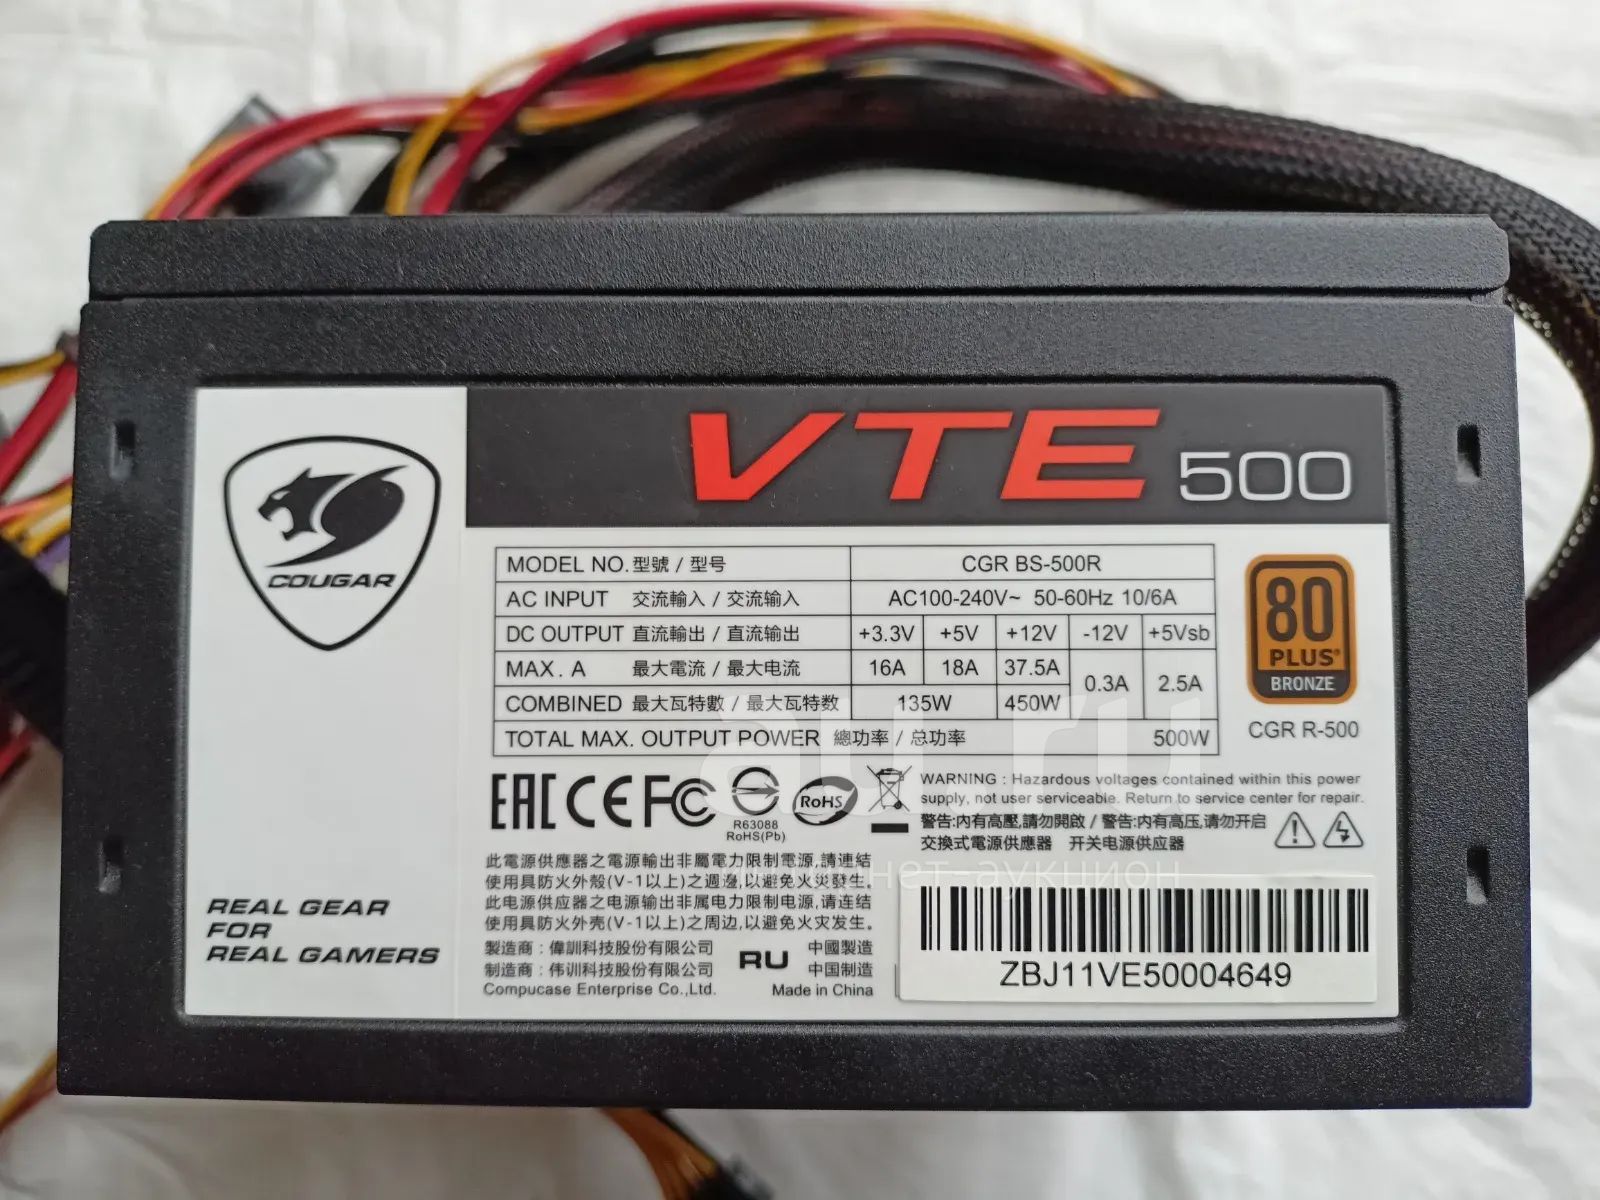 VTE 500
COUGAR
REAL GEAR
FOR
REAL GAMERS
MODEL NO.型號 / 型号 CGR BS-500R
AC INPUT 交流輸入 / 交流输入 AC100-240V~ 50-60Hz 10/6A
DC OUTPUT 直流輸出 / 直流输出 +3.3V +5V +12V -12V +5Vsb
MAX. A 最大電流 / 最大电流 16A 18A 37.5A 0.3A 2.5A
COMBINED 最大瓦特數 / 最大瓦特数 135W 450W
TOTAL MAX. OUTPUT POWER 總功率 / 总功率 500W
80
PLUS®
BRONZE
CGR R-500
EAC CE FC
R63088
RoHS(Pb)
RoHS
WARNING : Hazardous voltages contained within this power
supply, not user serviceable. Return to service center for repair.
警告:內有高壓,請勿開啟 / 警告:内有高压,请勿开启
交換式電源供應器 开关电源供应器
此電源供應器之電源輸出非屬電力限制電源,請連結
使用具防火外殼(V-1以上)之週邊,以避免火災發生。
此电源供应器之电源输出非属电力限制电源,请连结
使用具防火外壳(V-1以上)之周边,以避免火灾发生。
製造商：偉訓科技股份有限公司
制造商：伟训科技股份有限公司
Compucase Enterprise Co.,Ltd.
RU
中國製造
中国制造
Made in China
ZBJ11VE50004649
au.ru